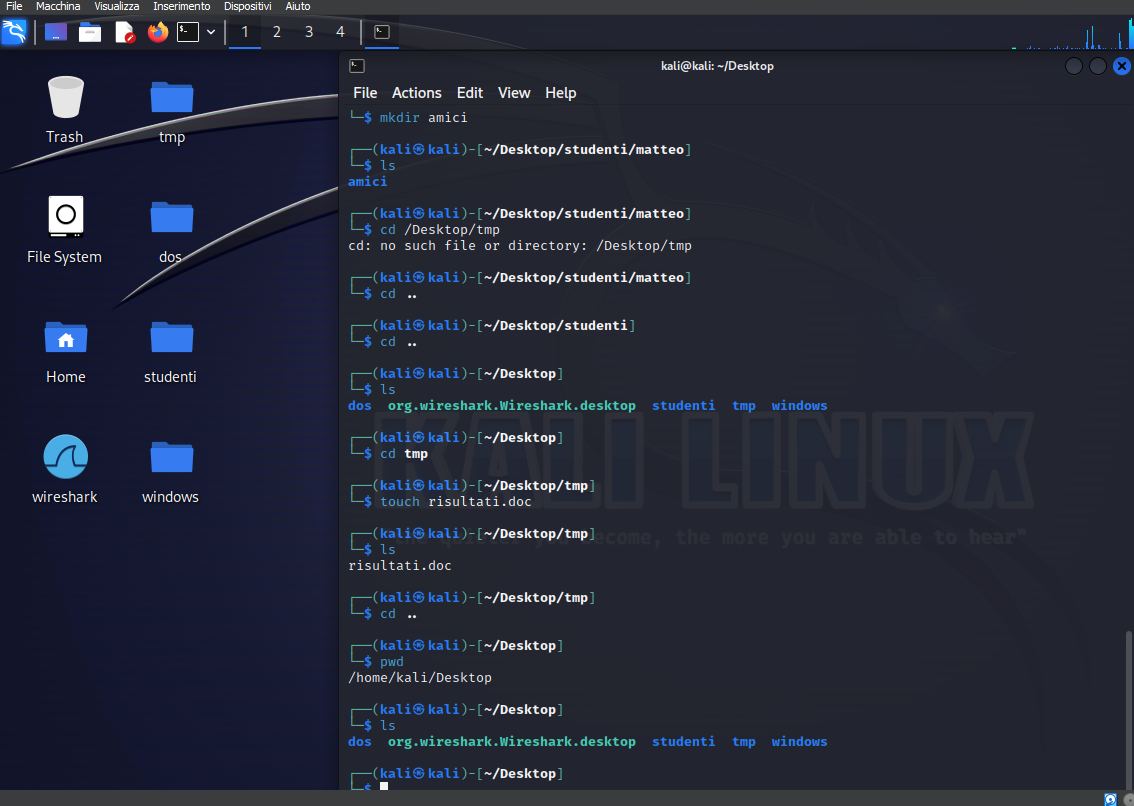 File Macchina Visualizza Inserimento Dispositivi Aiuto
1 2 3 4
kali@kali: ~/Desktop
File Actions Edit View Help
Trash
tmp
File System
dos
Home
studenti
wireshark
windows
└─$ mkdir amici
┌──(kali㉿kali)-[~/Desktop/studenti/matteo]
└─$ ls
amici
┌──(kali㉿kali)-[~/Desktop/studenti/matteo]
└─$ cd /Desktop/tmp
cd: no such file or directory: /Desktop/tmp
┌──(kali㉿kali)-[~/Desktop/studenti/matteo]
└─$ cd ..
┌──(kali㉿kali)-[~/Desktop/studenti]
└─$ cd ..
┌──(kali㉿kali)-[~/Desktop]
└─$ ls
dos org.wireshark.Wireshark.desktop studenti tmp windows
┌──(kali㉿kali)-[~/Desktop]
└─$ cd tmp
┌──(kali㉿kali)-[~/Desktop/tmp]
└─$ touch risultati.doc
┌──(kali㉿kali)-[~/Desktop/tmp]
└─$ ls
risultati.doc
┌──(kali㉿kali)-[~/Desktop/tmp]
└─$ cd ..
┌──(kali㉿kali)-[~/Desktop]
└─$ pwd
/home/kali/Desktop
┌──(kali㉿kali)-[~/Desktop]
└─$ ls
dos org.wireshark.Wireshark.desktop studenti tmp windows
┌──(kali㉿kali)-[~/Desktop]
└─$
KALI LINUX
become, the more you are able to hear"